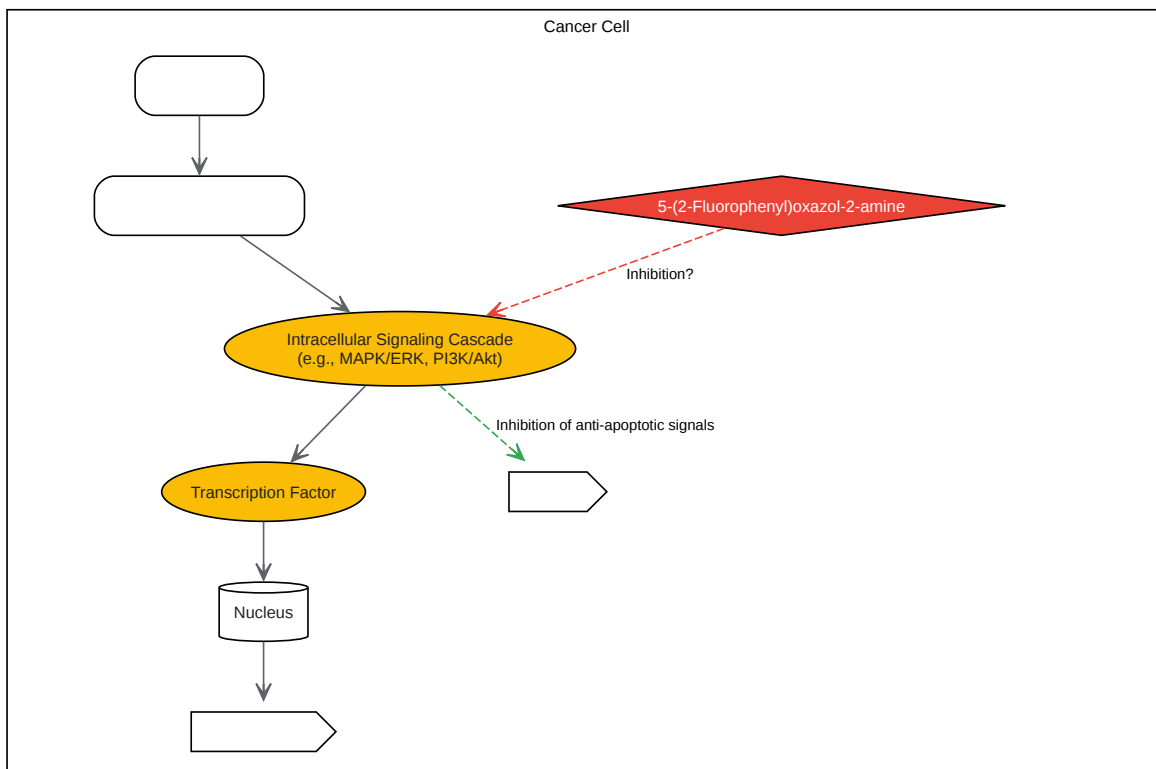 Cancer Cell
5-(2-Fluorophenyl)oxazol-2-amine
Inhibition?
Intracellular Signaling Cascade
(e.g., MAPK/ERK, PI3K/Akt)
Inhibition of anti-apoptotic signals
Transcription Factor
Nucleus